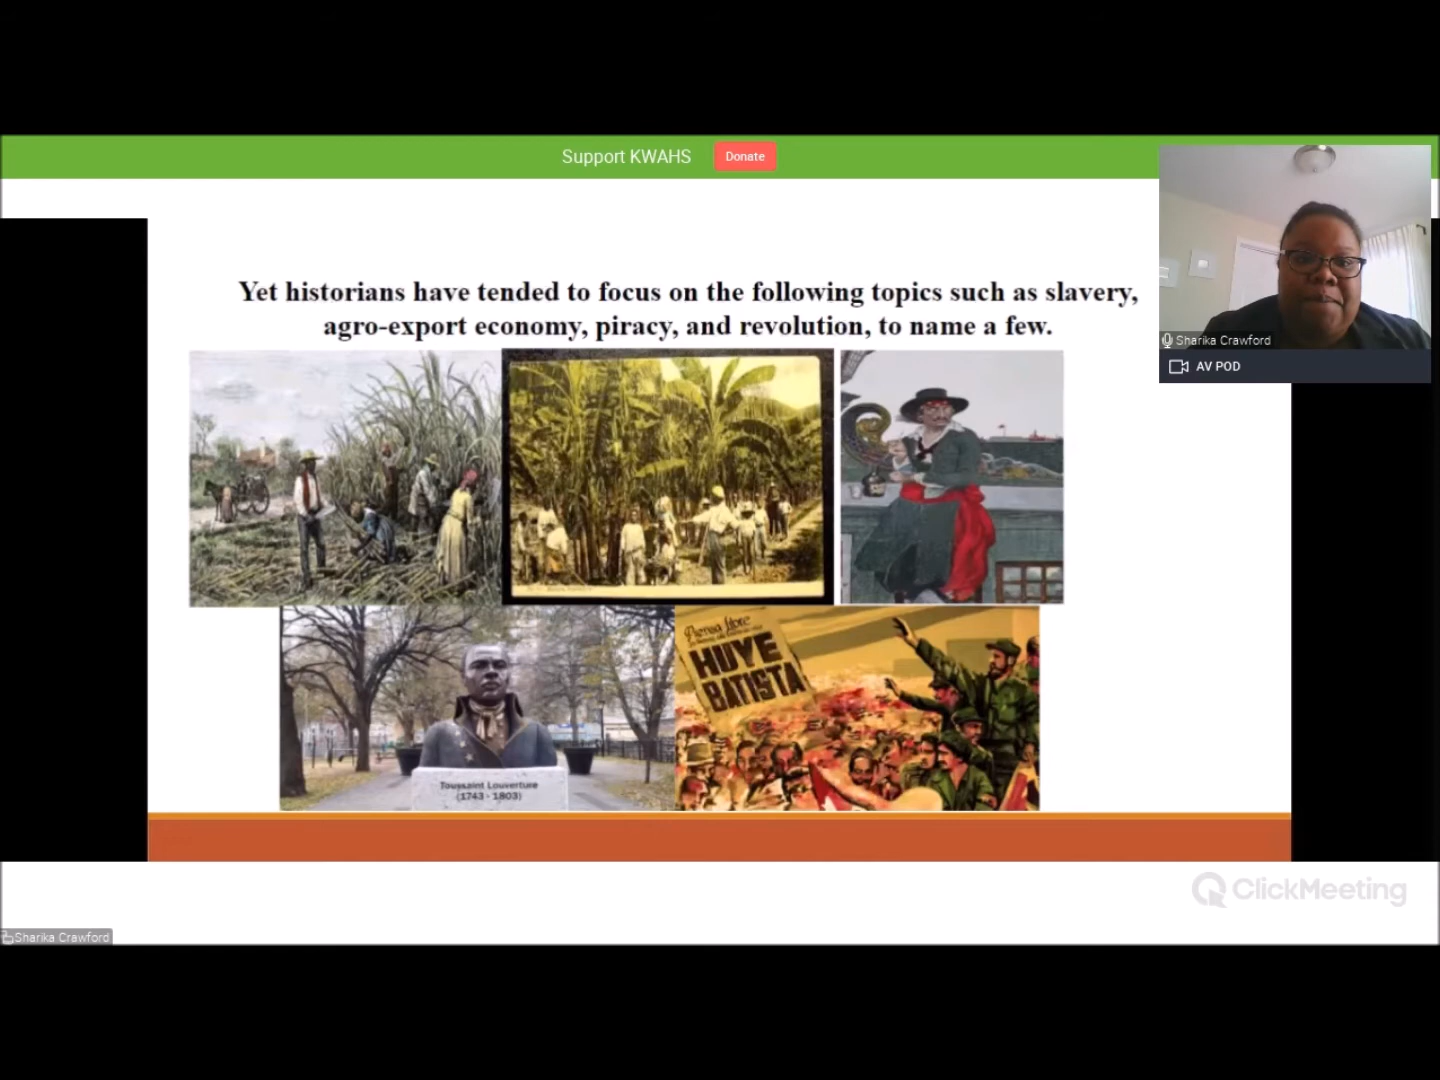 Support KWAHS
Donate
Yet historians have tended to focus on the following topics such as slavery,
agro-export economy, piracy, and revolution, to name a few.
Sharika Crawford
AV POD
Prensa libre
HUYE
BATISTA
Toussaint Louverture
(1743 - 1803)
ClickMeeting
Sharika Crawford